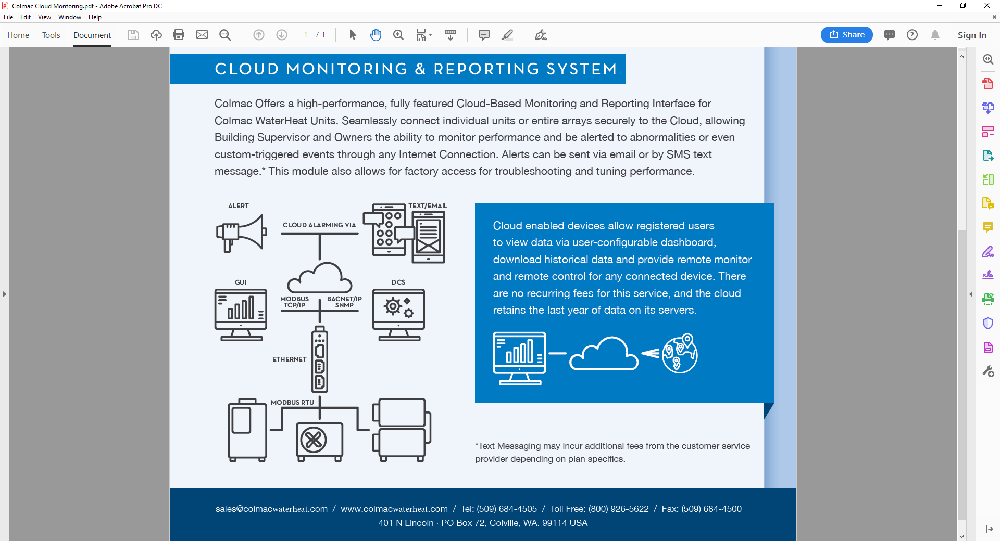 Colmac Cloud Montoring.pdf - Adobe Acrobat Pro DC
File Edit View Window Help
Home Tools Document 1 / 1 Share Sign In
CLOUD MONITORING & REPORTING SYSTEM
Colmac Offers a high-performance, fully featured Cloud-Based Monitoring and Reporting Interface for
Colmac WaterHeat Units. Seamlessly connect individual units or entire arrays securely to the Cloud, allowing
Building Supervisor and Owners the ability to monitor performance and be alerted to abnormalities or even
custom-triggered events through any Internet Connection. Alerts can be sent via email or by SMS text
message.* This module also allows for factory access for troubleshooting and tuning performance.
ALERT
CLOUD ALARMING VIA
TEXT/EMAIL
GUI
MODBUS
TCP/IP
BACNET/IP
SNMP
DCS
ETHERNET
MODBUS RTU
Cloud enabled devices allow registered users
to view data via user-configurable dashboard,
download historical data and provide remote monitor
and remote control for any connected device. There
are no recurring fees for this service, and the cloud
retains the last year of data on its servers.
*Text Messaging may incur additional fees from the customer service
provider depending on plan specifics.
sales@colmacwaterheat.com / www.colmacwaterheat.com / Tel: (509) 684-4505 / Toll Free: (800) 926-5622 / Fax: (509) 684-4500
401 N Lincoln · PO Box 72, Colville, WA. 99114 USA